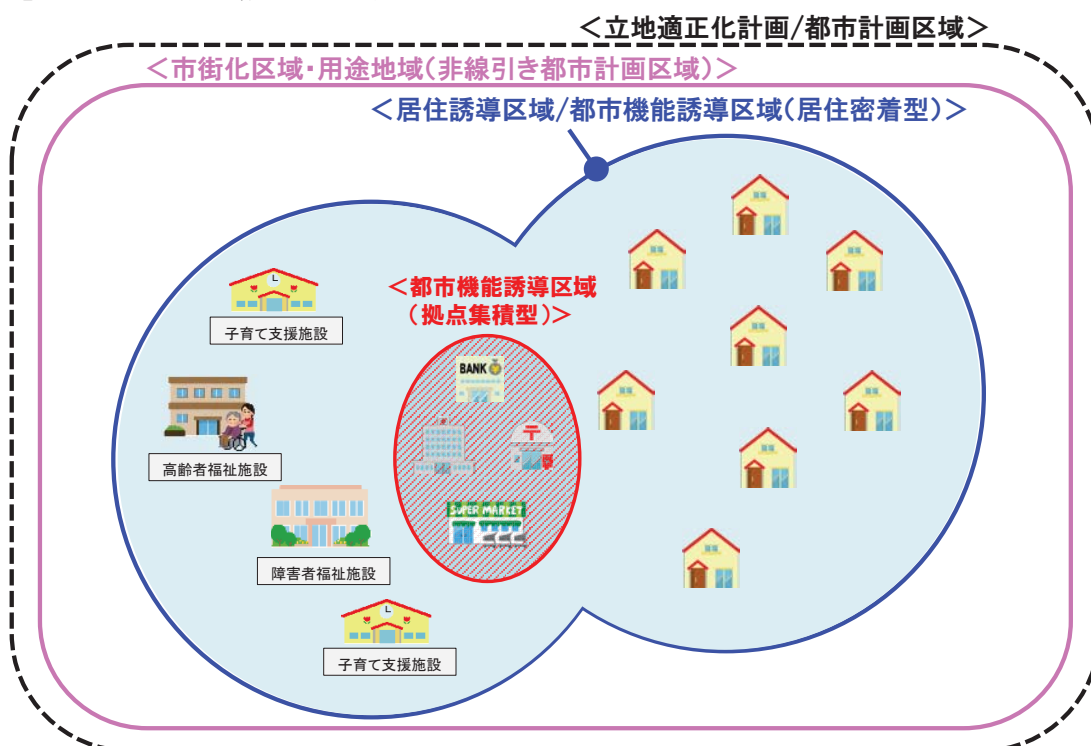 ＜立地適正化計画/都市計画区域＞
＜市街化区域・用途地域(非線引き都市計画区域)＞
＜居住誘導区域/都市機能誘導区域(居住密着型)＞
＜都市機能誘導区域
(拠点集積型)＞
子育て支援施設
BANK
高齢者福祉施設
〒
SUPER MARKET
障害者福祉施設
子育て支援施設